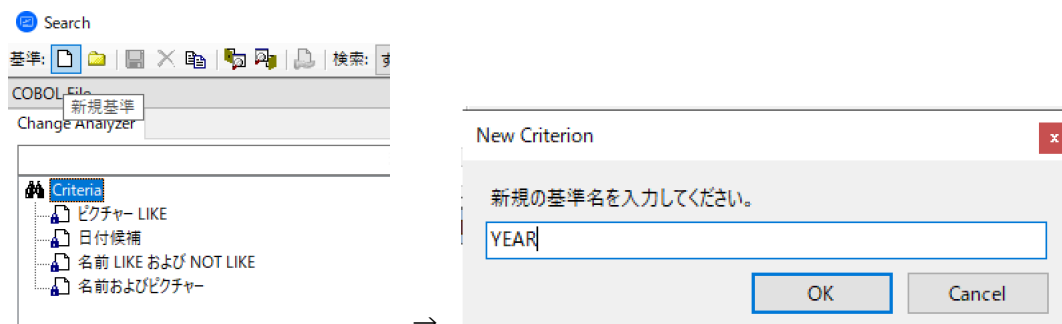 Search
基準: 検索: す
COBOL File
新規基準
Change Analyzer
Criteria
ピクチャー LIKE
日付候補
名前 LIKE および NOT LIKE
名前およびピクチャー
→
New Criterion
x
新規の基準名を入力してください。
YEAR
OK Cancel